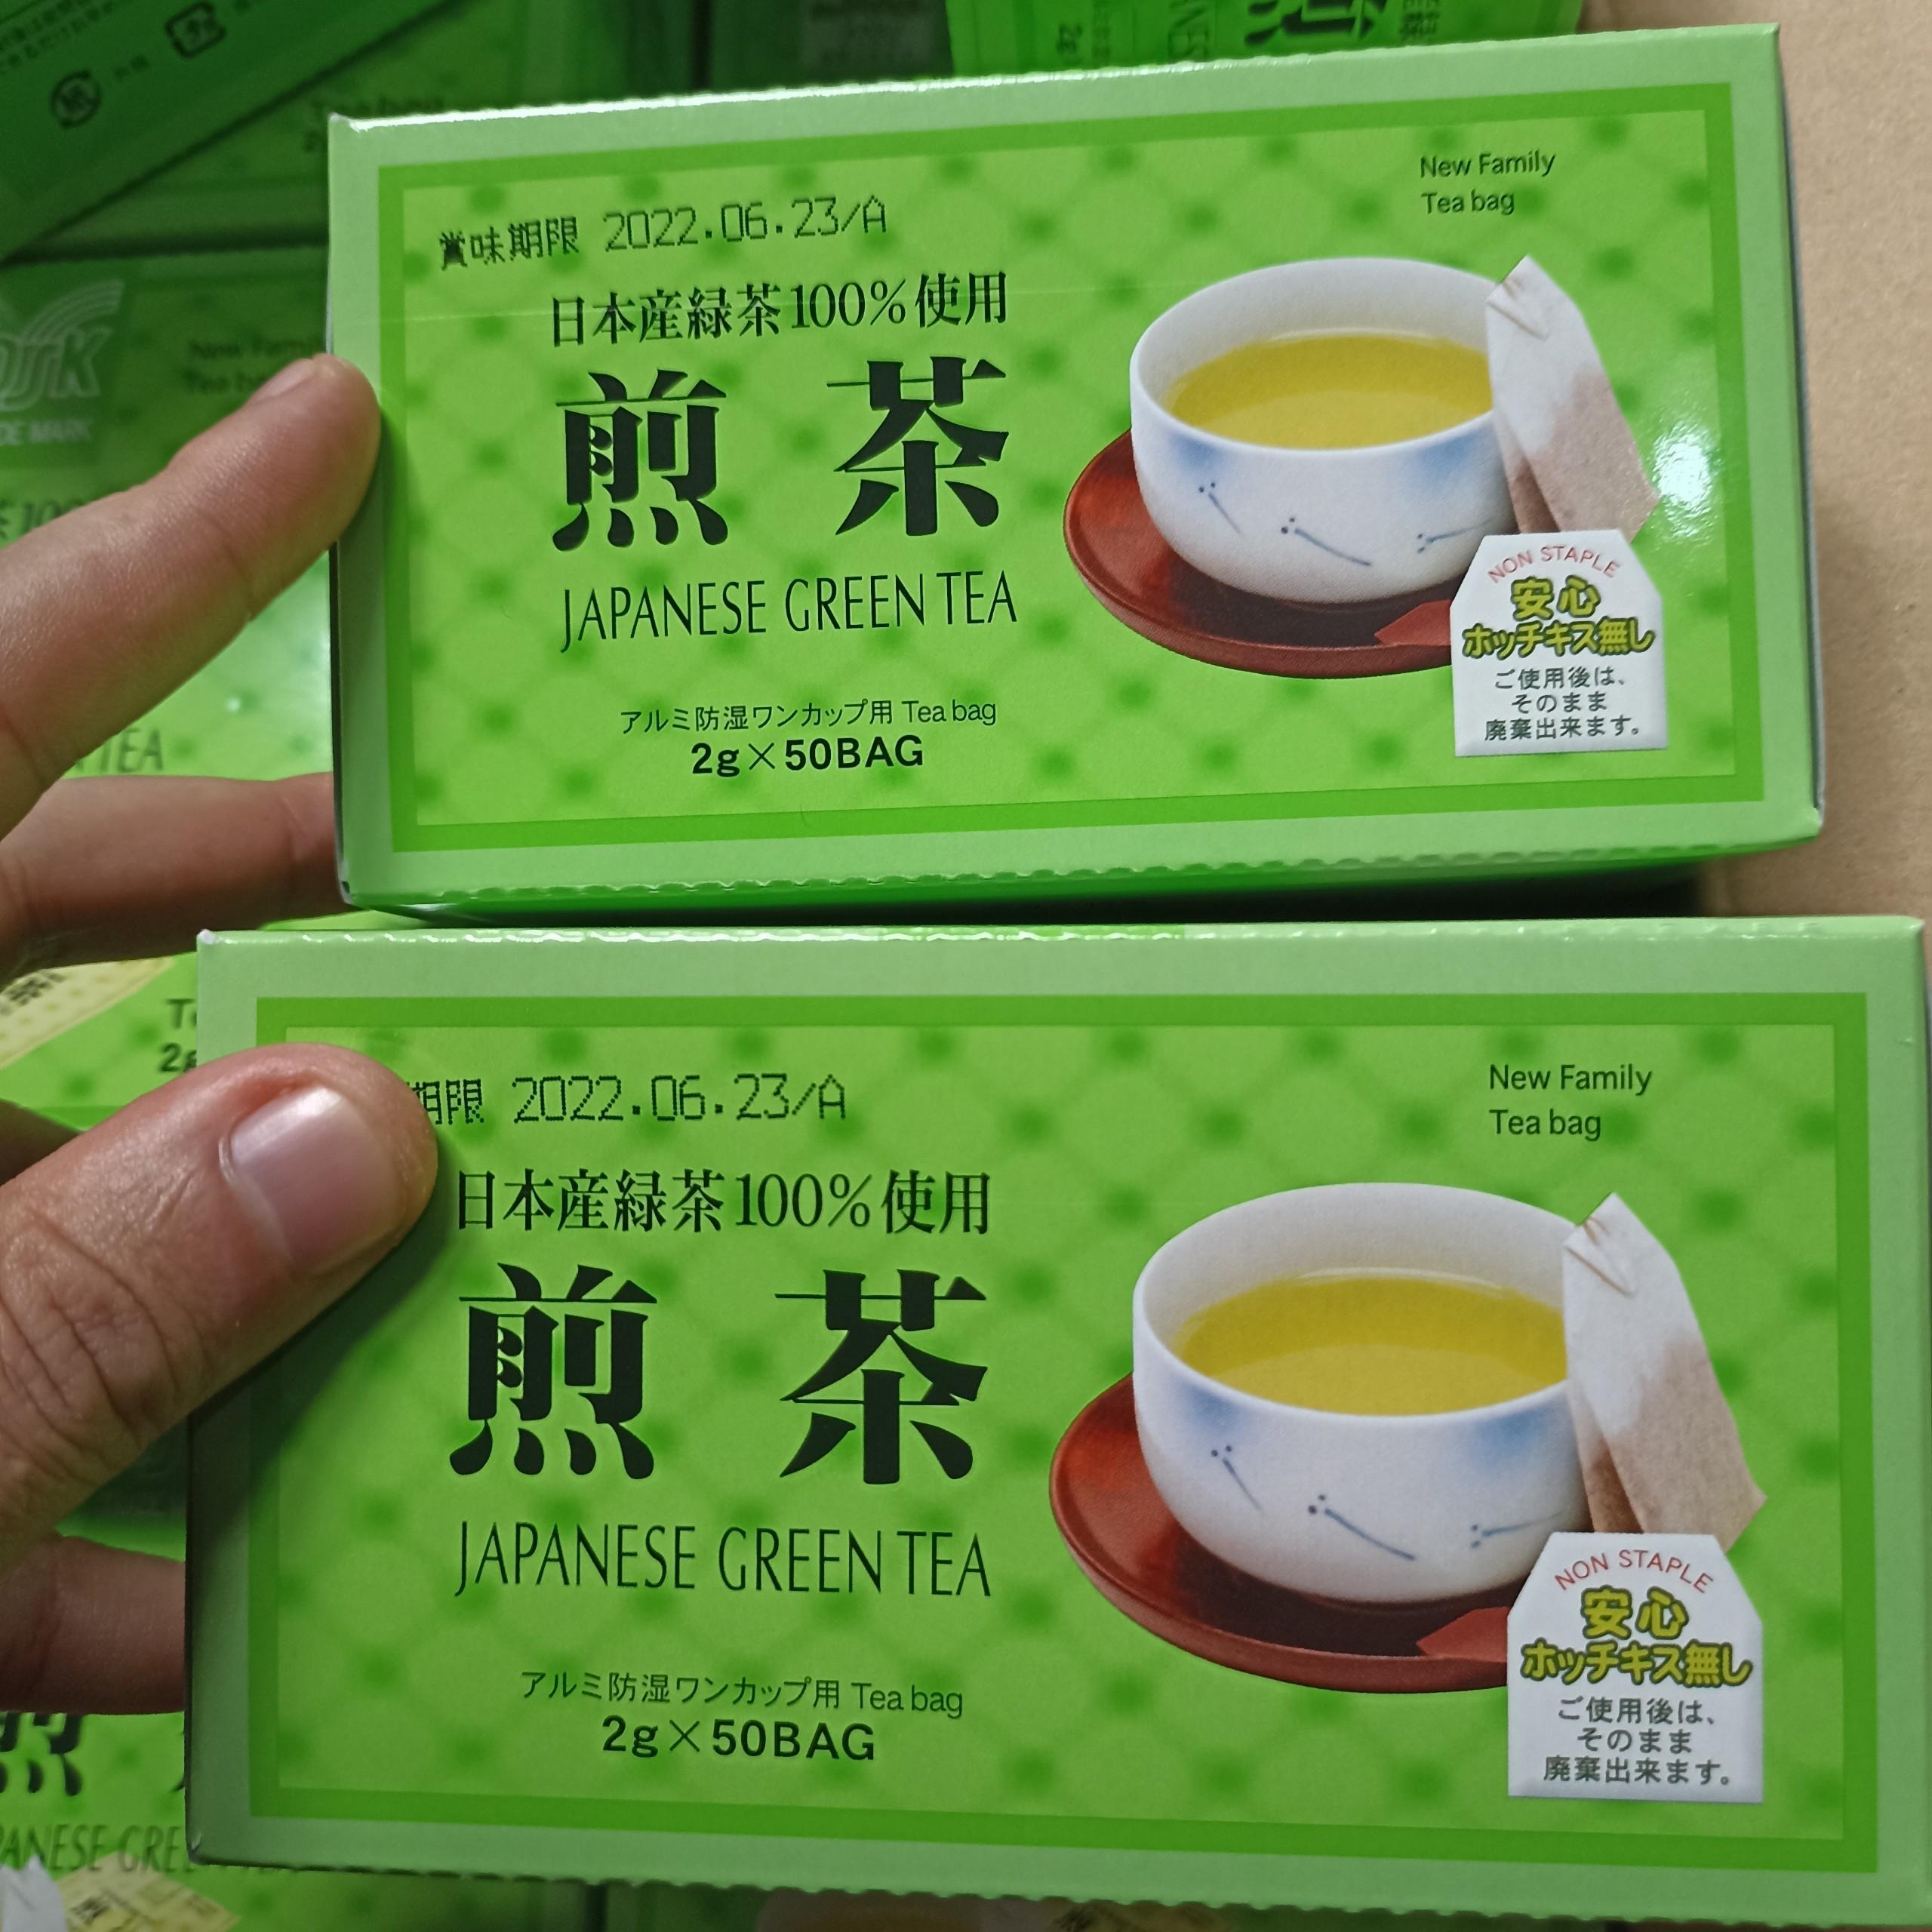 賞味期限 2022.06.23/A
New Family
Tea bag
日本産緑茶100%使用
煎茶
JAPANESE GREEN TEA
アルミ防湿ワンカップ用 Tea bag
2g×50BAG
NON STAPLE
安心
ホッチキス無し
ご使用後は、
そのまま
廃棄出来ます。
期限 2022.06.23/A
New Family
Tea bag
日本産緑茶100%使用
煎茶
JAPANESE GREEN TEA
アルミ防湿ワンカップ用 Tea bag
2g×50BAG
NON STAPLE
安心
ホッチキス無し
ご使用後は、
そのまま
廃棄出来ます。